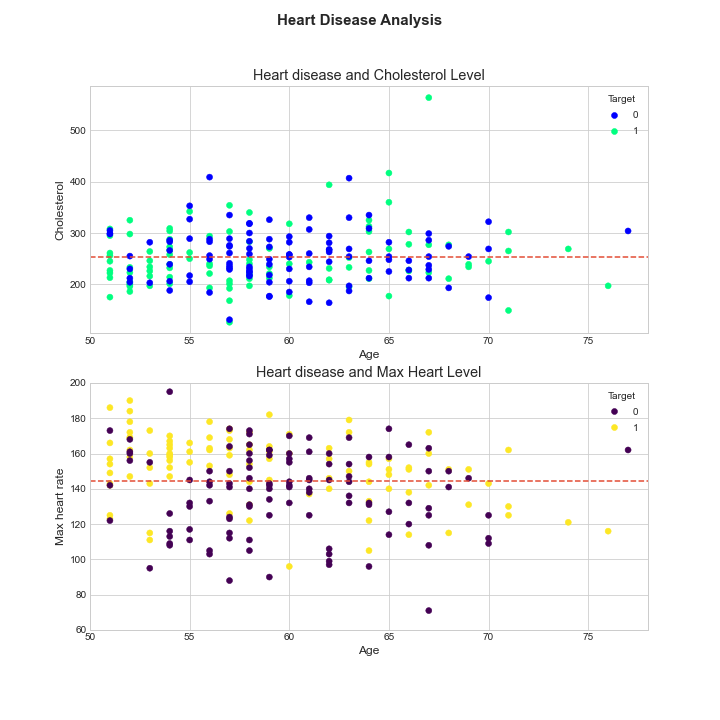 Heart Disease Analysis
Heart disease and Cholesterol Level
Target
0
1
500
400
300
200
Cholesterol
50 55 60 65 70 75
Age
Heart disease and Max Heart Level
Target
0
1
200
180
160
140
120
100
80
60
Max heart rate
50 55 60 65 70 75
Age